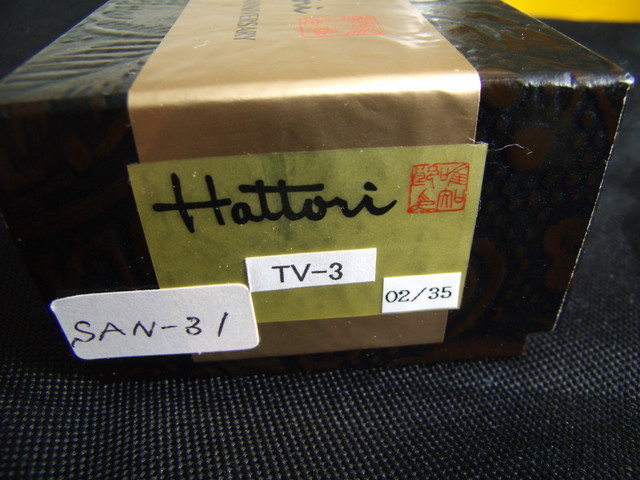 ANNIVERSARY
Hattori
TV-3
02/35
SAN-31